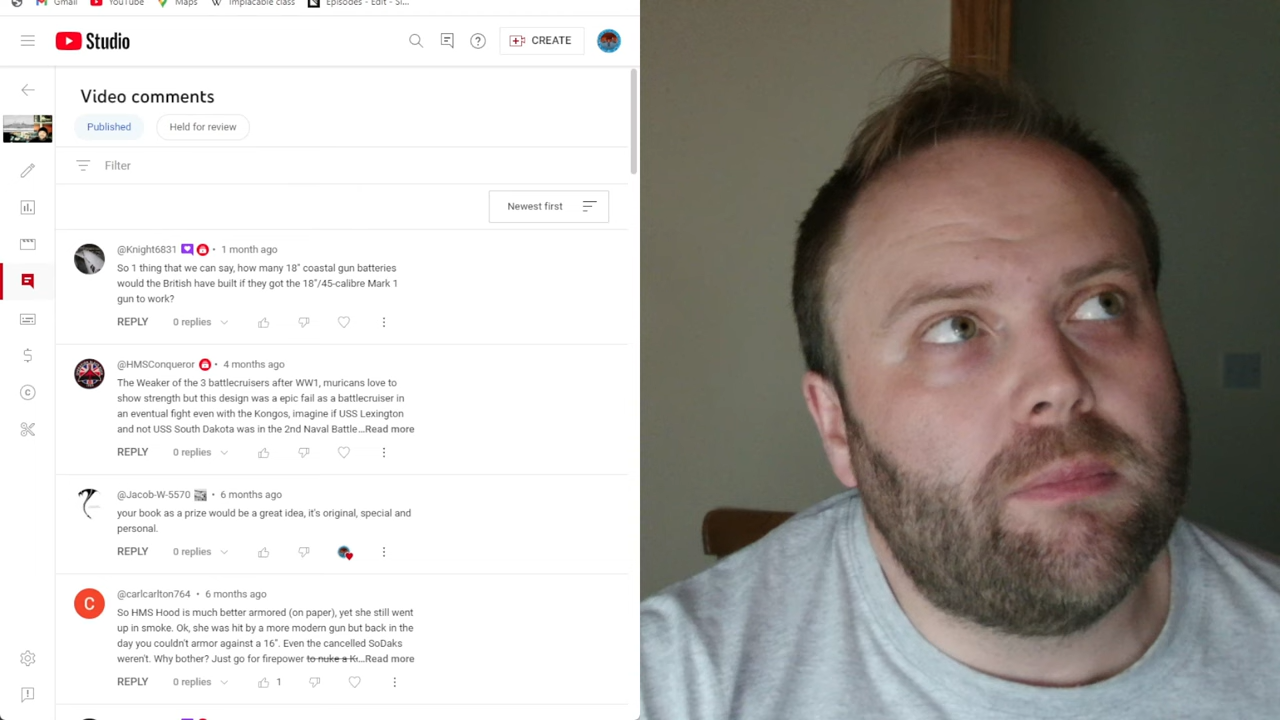 Gmail
YouTube
Maps
Implacable class
Episodes - Edit - Si...
Studio
CREATE
Video comments
Published
Held for review
Filter
Newest first
@Knight6831 • 1 month ago
So 1 thing that we can say, how many 18" coastal gun batteries
would the British have built if they got the 18"/45-calibre Mark 1
gun to work?
REPLY 0 replies
@HMSConqueror • 4 months ago
The Weaker of the 3 battlecruisers after WW1, muricans love to
show strength but this design was a epic fail as a battlecruiser in
an eventual fight even with the Kongos, imagine if USS Lexington
and not USS South Dakota was in the 2nd Naval Battle...Read more
REPLY 0 replies
@Jacob-W-5570 • 6 months ago
your book as a prize would be a great idea, it's original, special and
personal.
REPLY 0 replies
C
@carlcarlton764 • 6 months ago
So HMS Hood is much better armored (on paper), yet she still went
up in smoke. Ok, she was hit by a more modern gun but back in the
day you couldn't armor against a 16". Even the cancelled SoDaks
weren't. Why bother? Just go for firepower to nuke a K...Read more
REPLY 0 replies 1